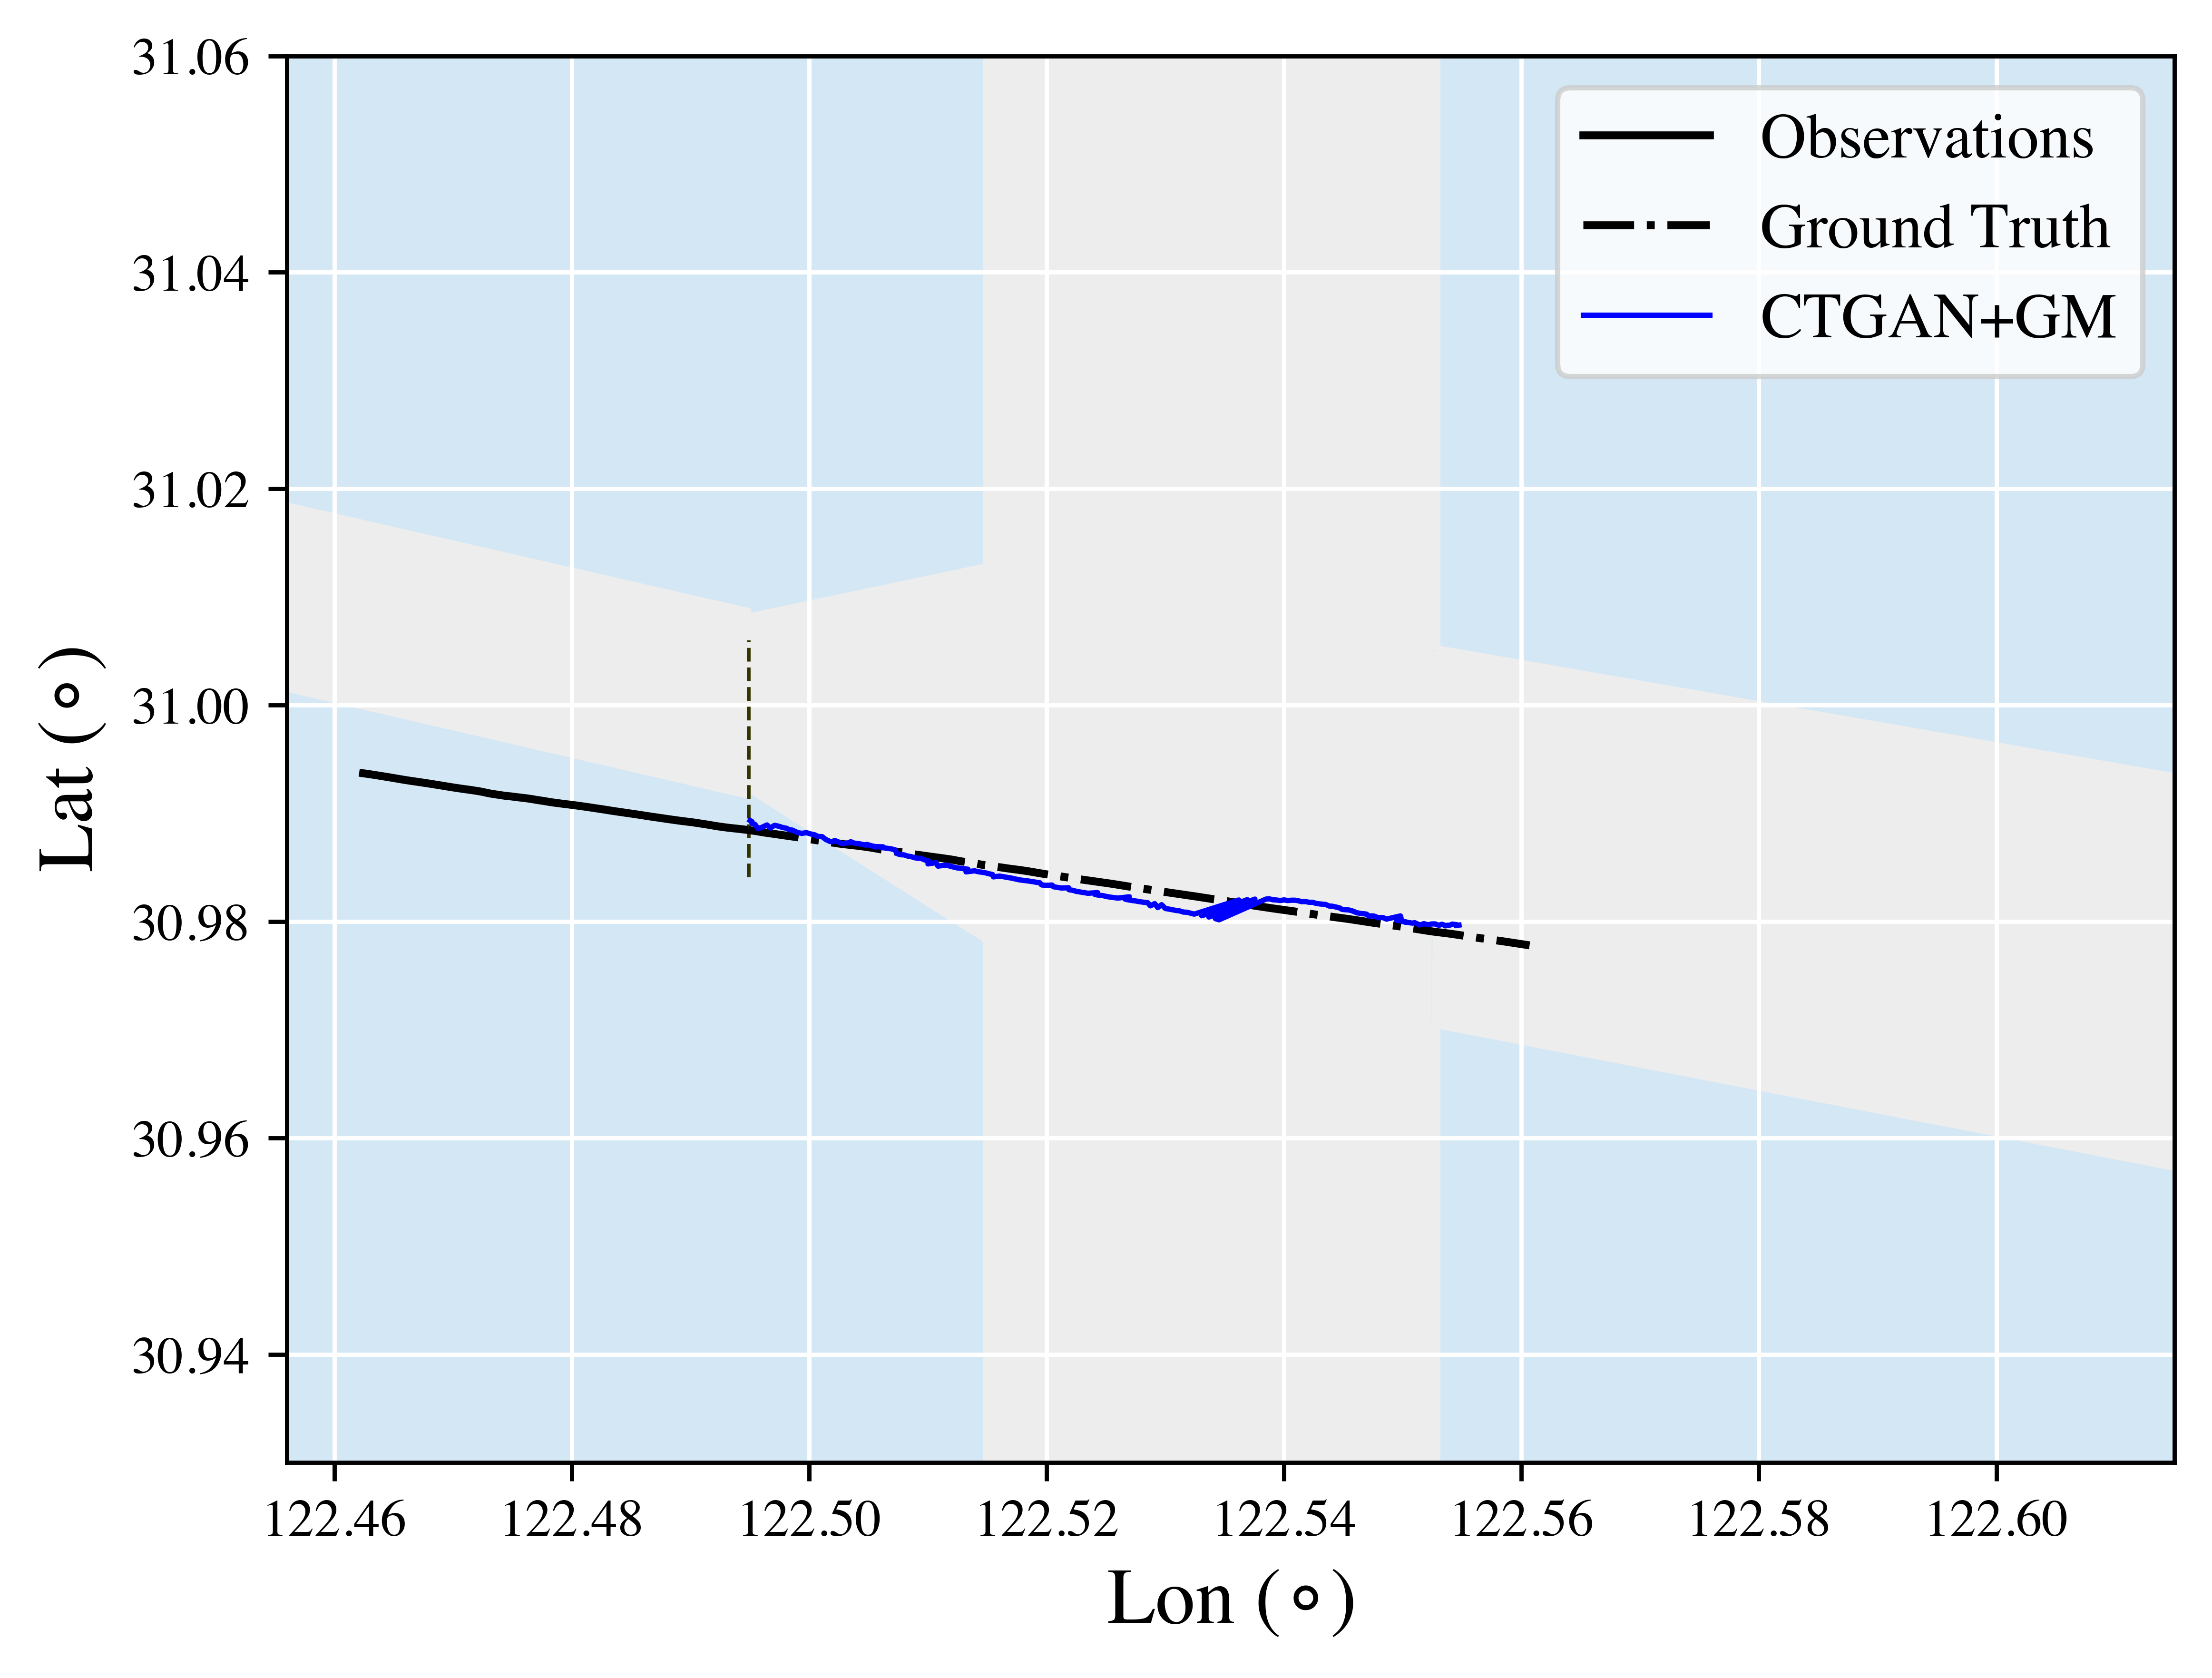 31.06
31.04
31.02
31.00
30.98
30.96
30.94
Lat (∘)
Observations
Ground Truth
CTGAN+GM
122.46 122.48 122.50 122.52 122.54 122.56 122.58 122.60
Lon (∘)